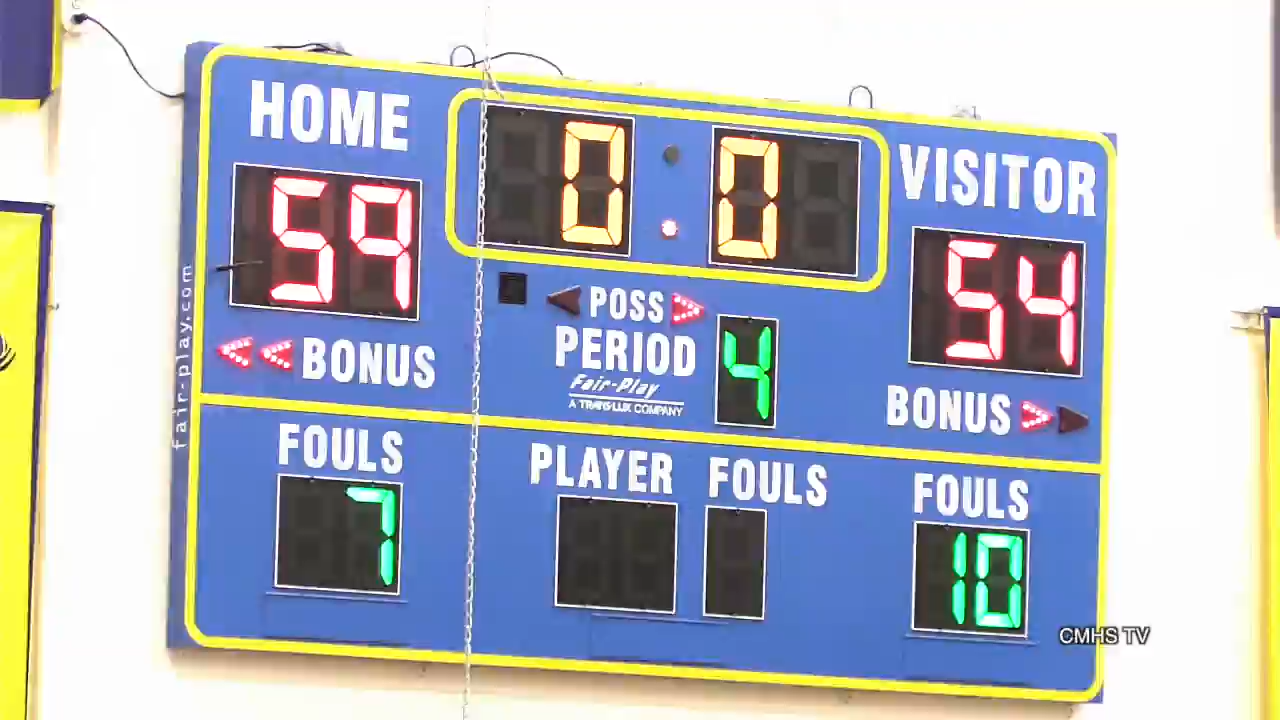 HOME
0.0
VISITOR
59
54
POSS
PERIOD
4
BONUS
Fair-Play
A TRANS-LUX COMPANY
BONUS
fair-play.com
FOULS
PLAYER FOULS
FOULS
7
10
CMHS TV